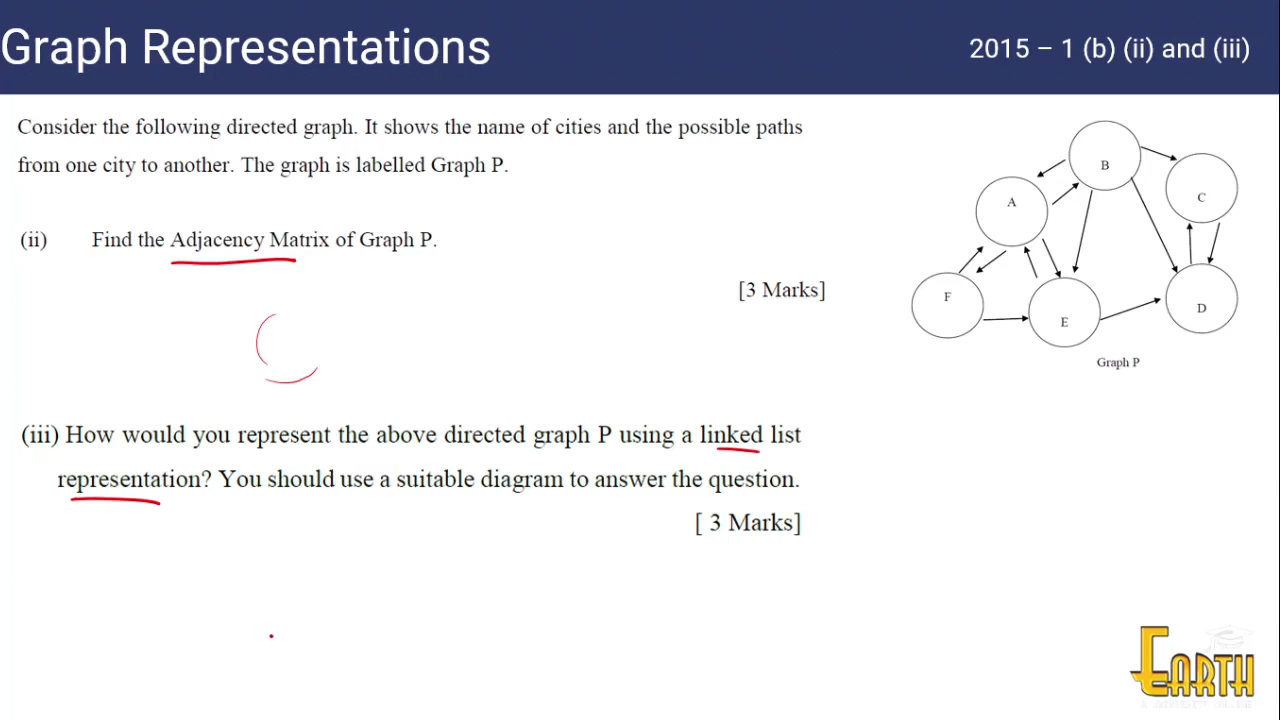 Graph Representations
2015 – 1 (b) (ii) and (iii)
Consider the following directed graph. It shows the name of cities and the possible paths
from one city to another. The graph is labelled Graph P.
(ii) Find the Adjacency Matrix of Graph P.
[3 Marks]
B
A
C
F
E
D
Graph P
(iii) How would you represent the above directed graph P using a linked list
representation? You should use a suitable diagram to answer the question.
[ 3 Marks]
EARTH
UNIVERSITY ONLINE